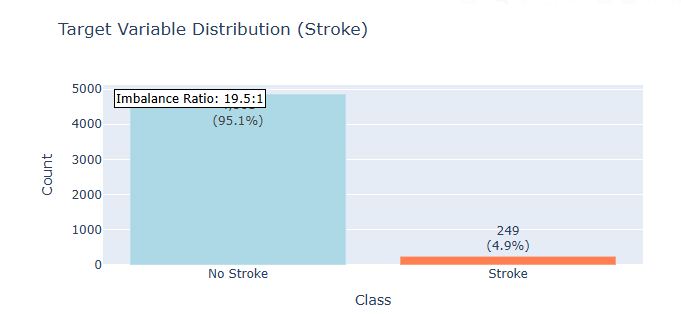 Target Variable Distribution (Stroke)
5000
4000
3000
2000
1000
0
Count
Imbalance Ratio: 19.5:1
(95.1%)
249
(4.9%)
No Stroke
Stroke
Class